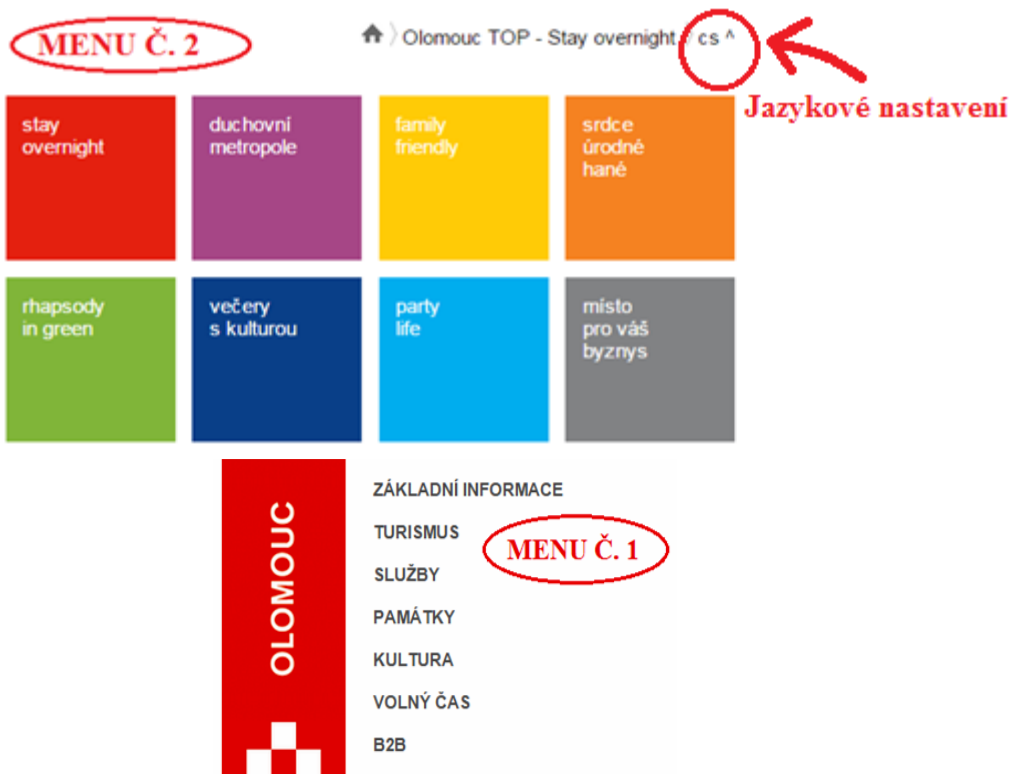 MENU Č. 2
Olomouc TOP - Stay overnight
cs ^
Jazykové nastavení
stay
overnight
duchovní
metropole
family
friendly
srdce
úrodné
hané
rhapsody
in green
večery
s kulturou
party
life
místo
pro váš
byznys
OLOMOUC
ZÁKLADNÍ INFORMACE
TURISMUS
MENU Č. 1
SLUŽBY
PAMÁTKY
KULTURA
VOLNÝ ČAS
B2B